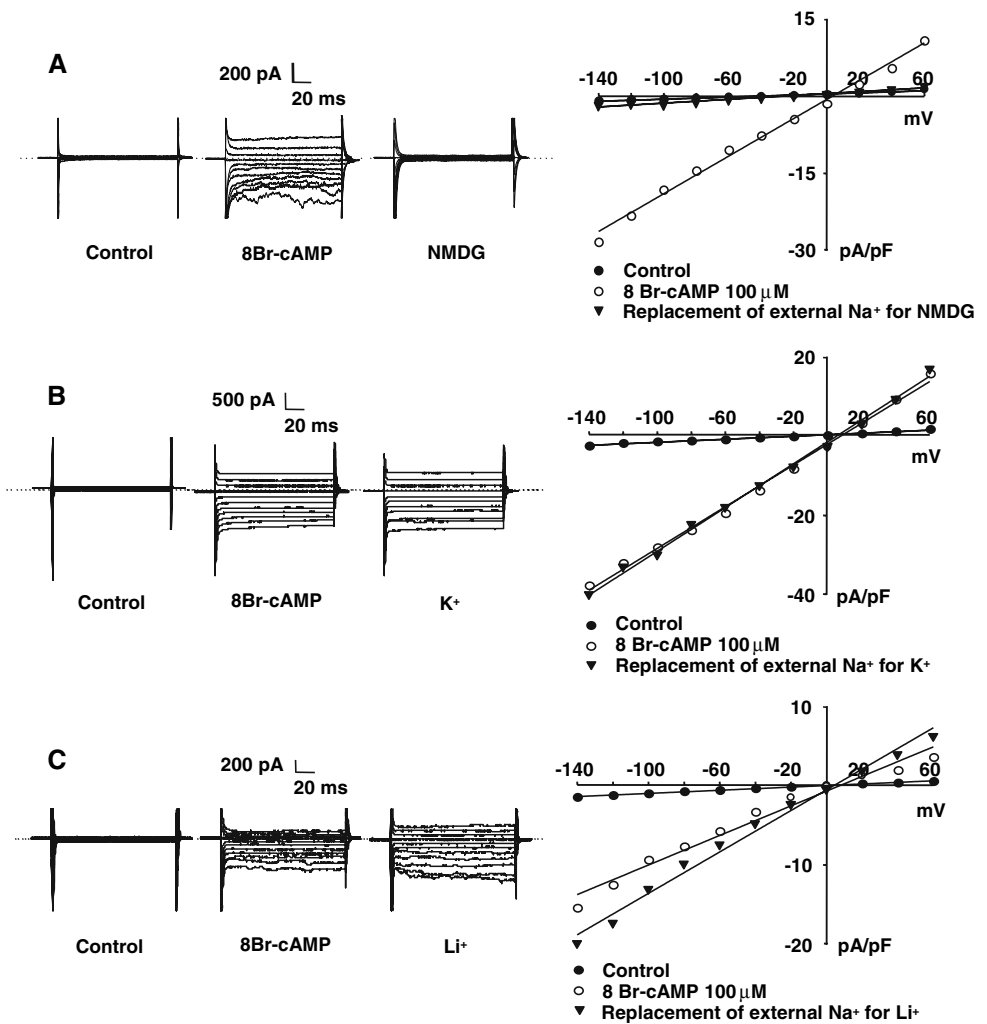 A
200 pA
20 ms
Control
8Br-cAMP
NMDG
15
-140 -100 -60 -20 20 60
mV
-15
-30
pA/pF
Control
8 Br-cAMP 100 μM
Replacement of external Na⁺ for NMDG
B
500 pA
20 ms
Control
8Br-cAMP
K⁺
20
-140 -100 -60 -20 20 60
mV
-20
-40
pA/pF
Control
8 Br-cAMP 100 μM
Replacement of external Na⁺ for K⁺
C
200 pA
20 ms
Control
8Br-cAMP
Li⁺
10
-140 -100 -60 -20 20 60
mV
-10
-20
pA/pF
Control
8 Br-cAMP 100 μM
Replacement of external Na⁺ for Li⁺